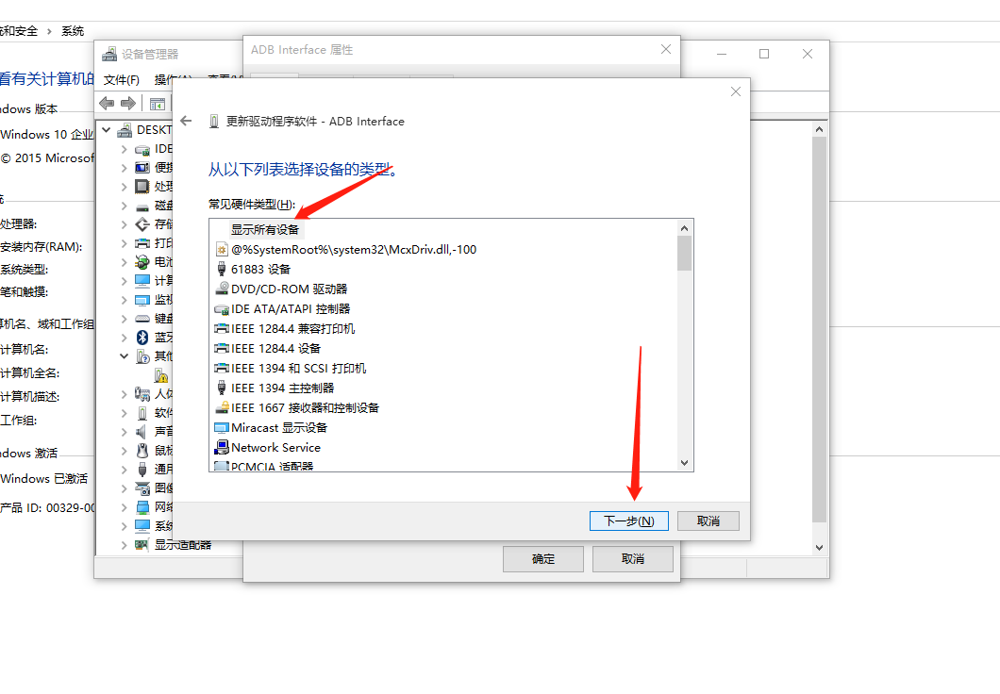 统和安全 › 系统
看有关计算机的
ndows 版本
Windows 10 企业
© 2015 Microsof
处理器:
安装内存(RAM):
系统类型:
笔和触摸:
算机名、域和工作组
计算机名:
计算机全名:
计算机描述:
工作组:
ndows 激活
Windows 已激活
产品 ID: 00329-00
设备管理器
文件(F) 操作(A) 查看(V)
DESKT
IDE
便携
处理
磁盘
存储
打印
电池
计算
监视
键盘
蓝牙
其他
人体
软件
声音
鼠标
通用
图像
网络
系统
显示适配器
ADB Interface 属性
更新驱动程序软件 - ADB Interface
从以下列表选择设备的类型。
常见硬件类型(H):
显示所有设备
@%SystemRoot%\system32\McxDriv.dll,-100
61883 设备
DVD/CD-ROM 驱动器
IDE ATA/ATAPI 控制器
IEEE 1284.4 兼容打印机
IEEE 1284.4 设备
IEEE 1394 和 SCSI 打印机
IEEE 1394 主控制器
IEEE 1667 接收器和控制设备
Miracast 显示设备
Network Service
PCMCIA 适配器
下一步(N) 取消
确定 取消